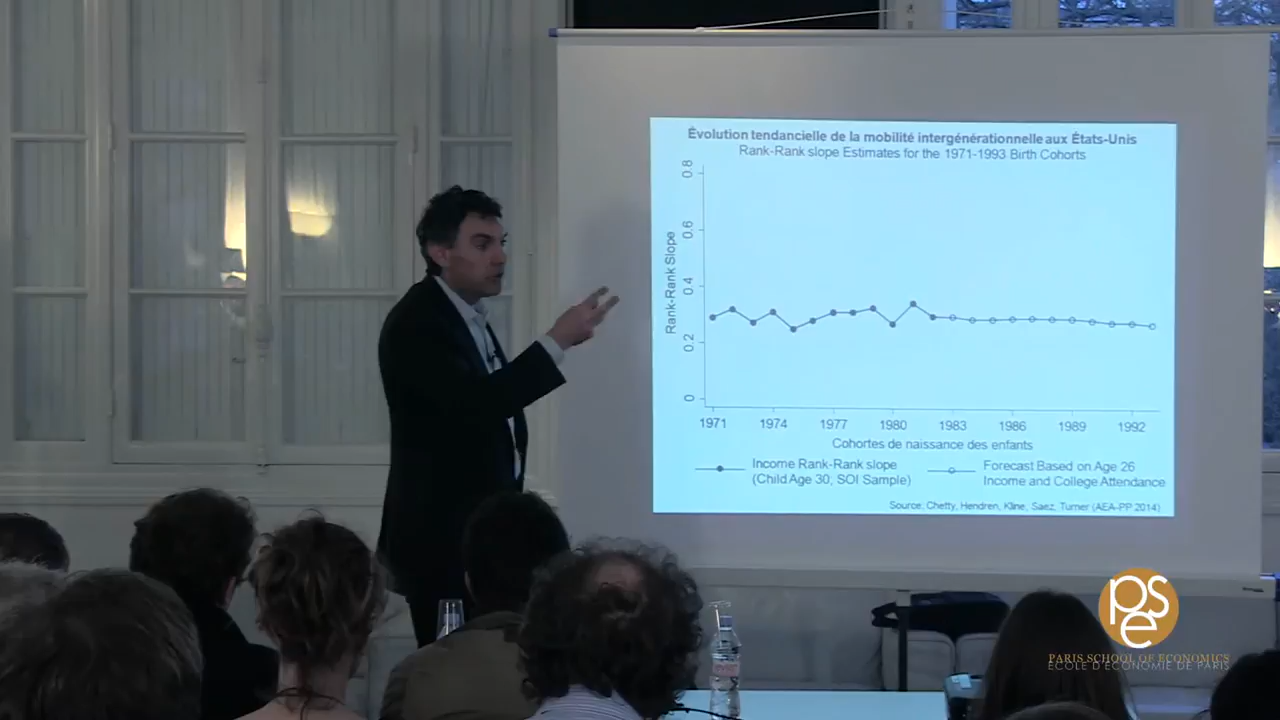 Évolution tendancielle de la mobilité intergénérationnelle aux États-Unis
Rank-Rank slope Estimates for the 1971-1993 Birth Cohorts
Rank-Rank Slope
0.8
0.6
0.4
0.2
0
1971 1974 1977 1980 1983 1986 1989 1992
Cohortes de naissance des enfants
Income Rank-Rank slope
(Child Age 30; SOI Sample)
Forecast Based on Age 26
Income and College Attendance
Source: Chetty, Hendren, Kline, Saez, Turner (AEA-PP 2014)
pse
PARIS SCHOOL OF ECONOMICS
ECOLE D'ECONOMIE DE PARIS